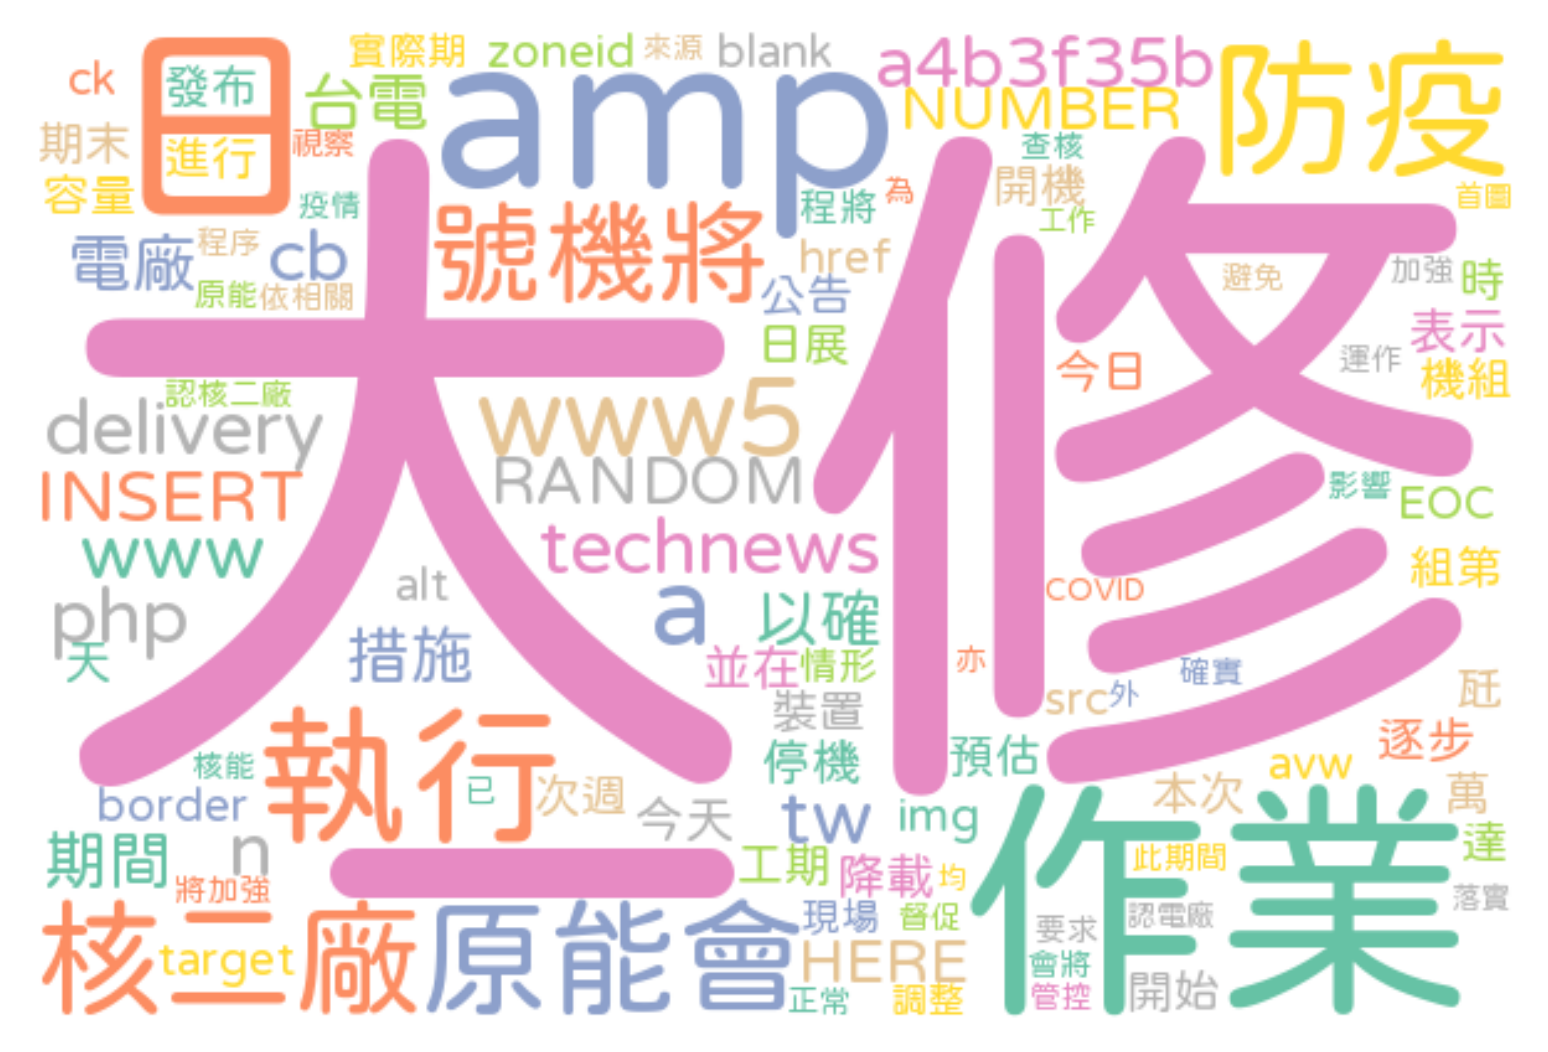 ck
日
發布
進行
實際期
zoneid
來源
blank
a4b3f35b
防疫
台電
amp
NUMBER
期末
視察
查核
容量
疫情
號機將
程將
為
開機
首圖
工作
大
修
電廠
程序
cb
href
避免
加強
時
原能
依相關
公告
表示
日展
今日
運作
機組
認核二廠
delivery
www5
RANDOM
INSERT
影響
EOC
www
technews
組第
alt
COVID
php
a
以確
天
措施
並在
情形
亦
確實
src
外
瓩
裝置
執行
逐步
核能
停機
預估
avw
border
已
次週
今天
tw
img
本次
萬
作業
期間
n
一
工期
降載
均
此期間
達
將加強
核二廠
target
原能會
現場
督促
要求
認電廠
落實
HERE
會將
正常
調整
管控
開始